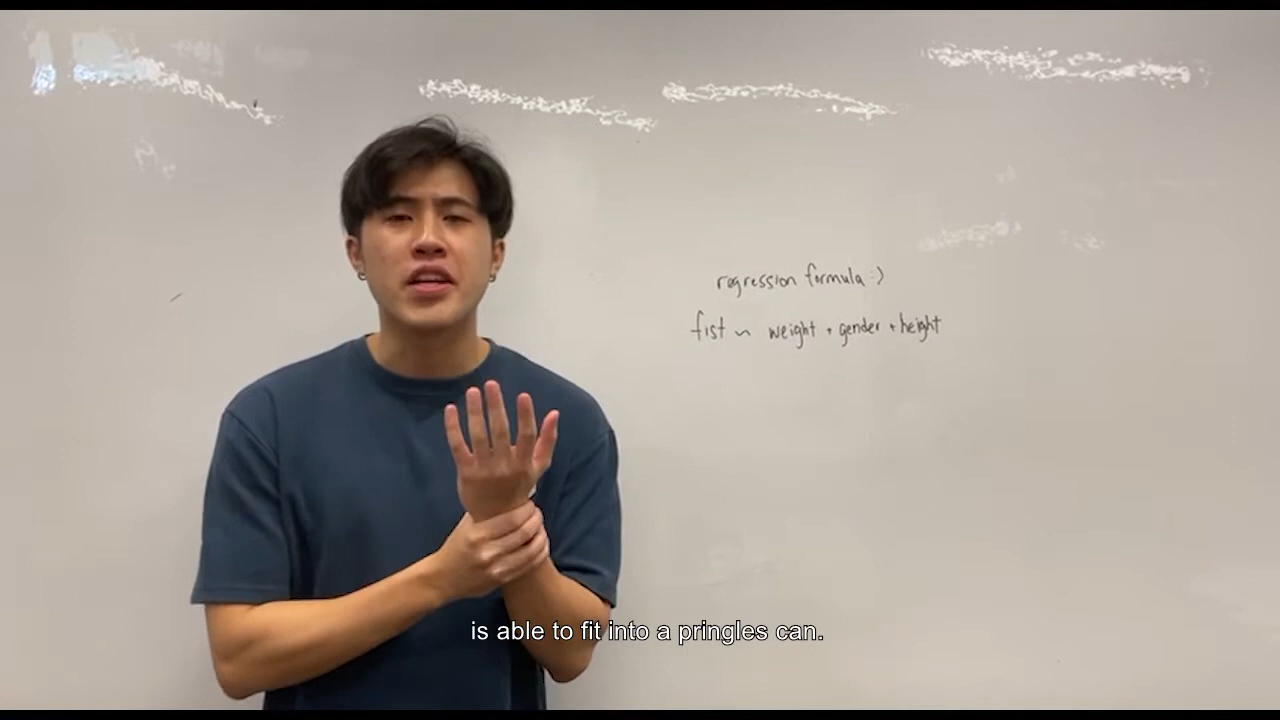 regression formula :)
fist ~ weight + gender + height
is able to fit into a pringles can.